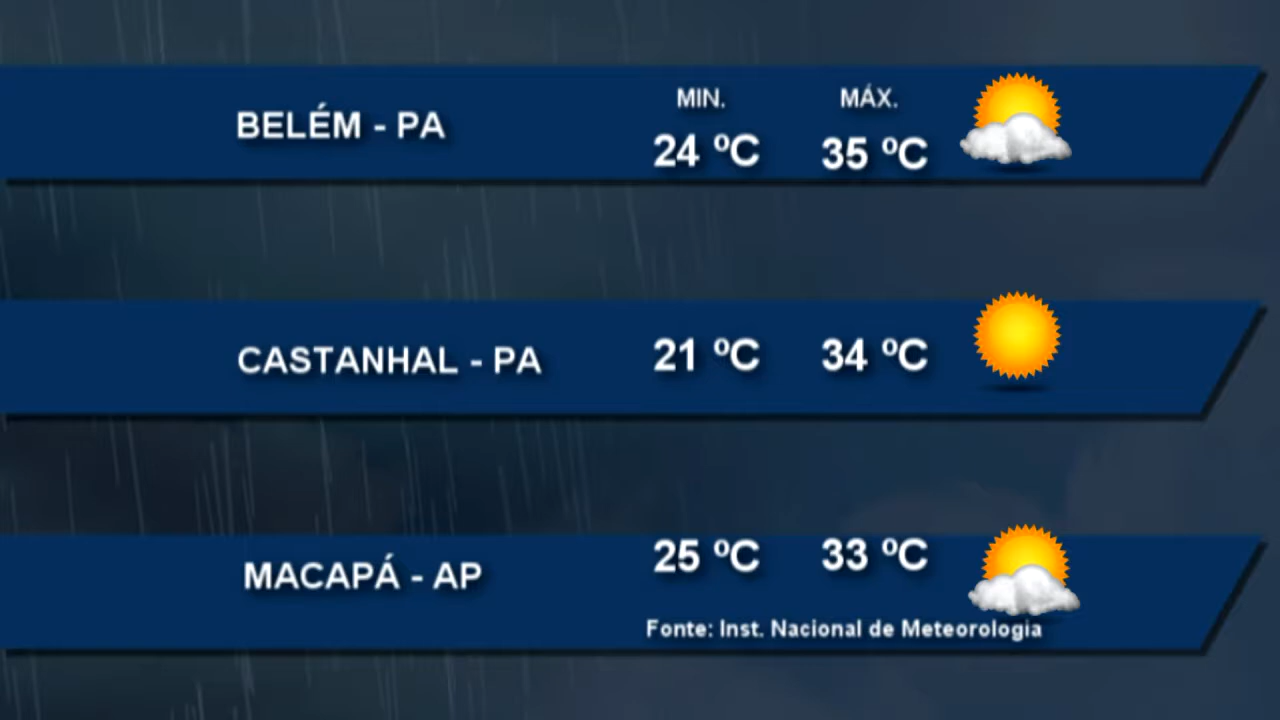 MIN. MÁX.
BELÉM - PA 24 ºC 35 ºC
CASTANHAL - PA 21 ºC 34 ºC
MACAPÁ - AP 25 ºC 33 ºC
Fonte: Inst. Nacional de Meteorologia